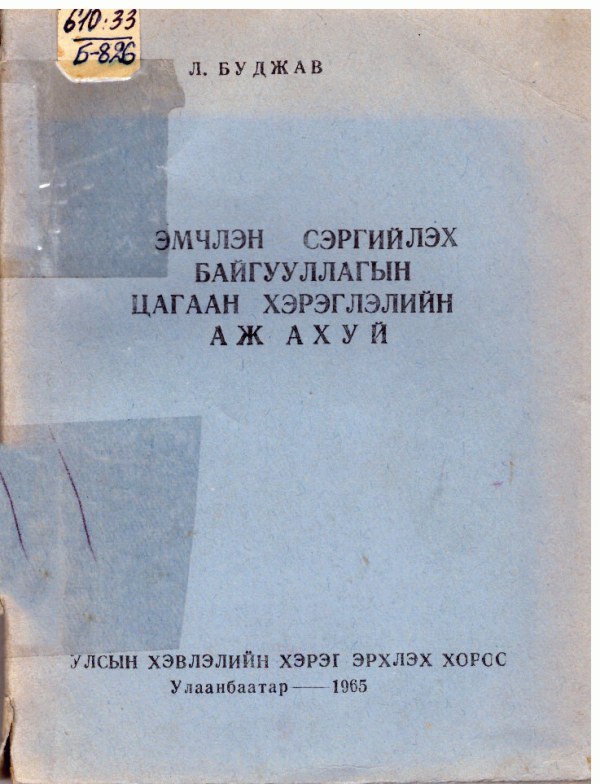 610:33
Б-826
Л. БУДЖАВ
ЭМЧЛЭН СЭРГИЙЛЭХ
БАЙГУУЛЛАГЫН
ЦАГААН ХЭРЭГЛЭЛИЙН
АЖ АХУЙ
УЛСЫН ХЭВЛЭЛИЙН ХЭРЭГ ЭРХЛЭХ ХОРОС
Улаанбаатар — 1965